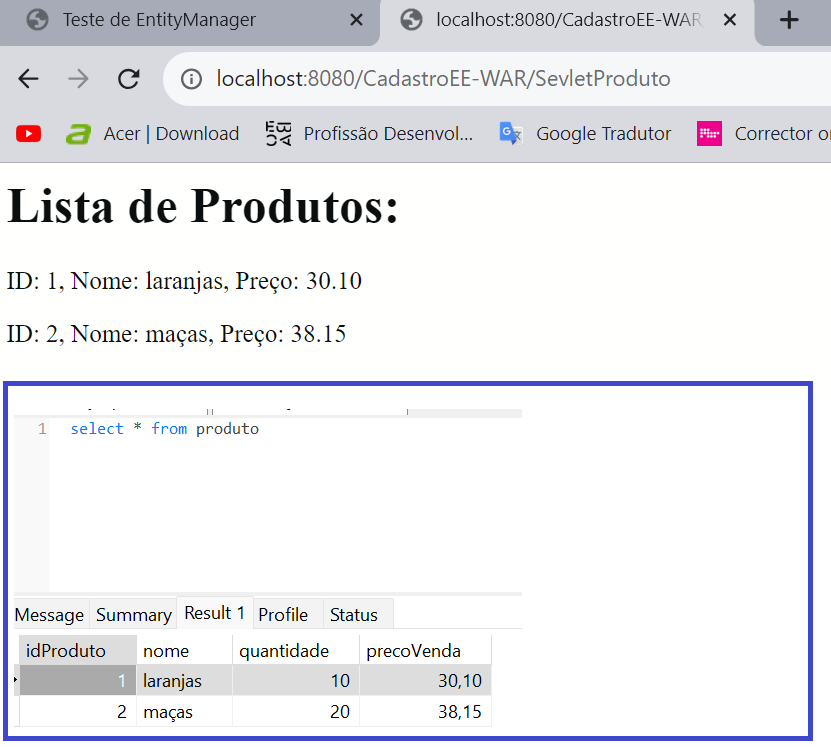 Teste de EntityManager
localhost:8080/CadastroEE-WAR
localhost:8080/CadastroEE-WAR/SevletProduto
Acer | Download
Profissão Desenvol...
Google Tradutor
Corrector or
Lista de Produtos:
ID: 1, Nome: laranjas, Preço: 30.10
ID: 2, Nome: maças, Preço: 38.15
1 select * from produto
Message Summary Result 1 Profile Status
idProduto nome quantidade precoVenda
1 laranjas 10 30,10
2 maças 20 38,15